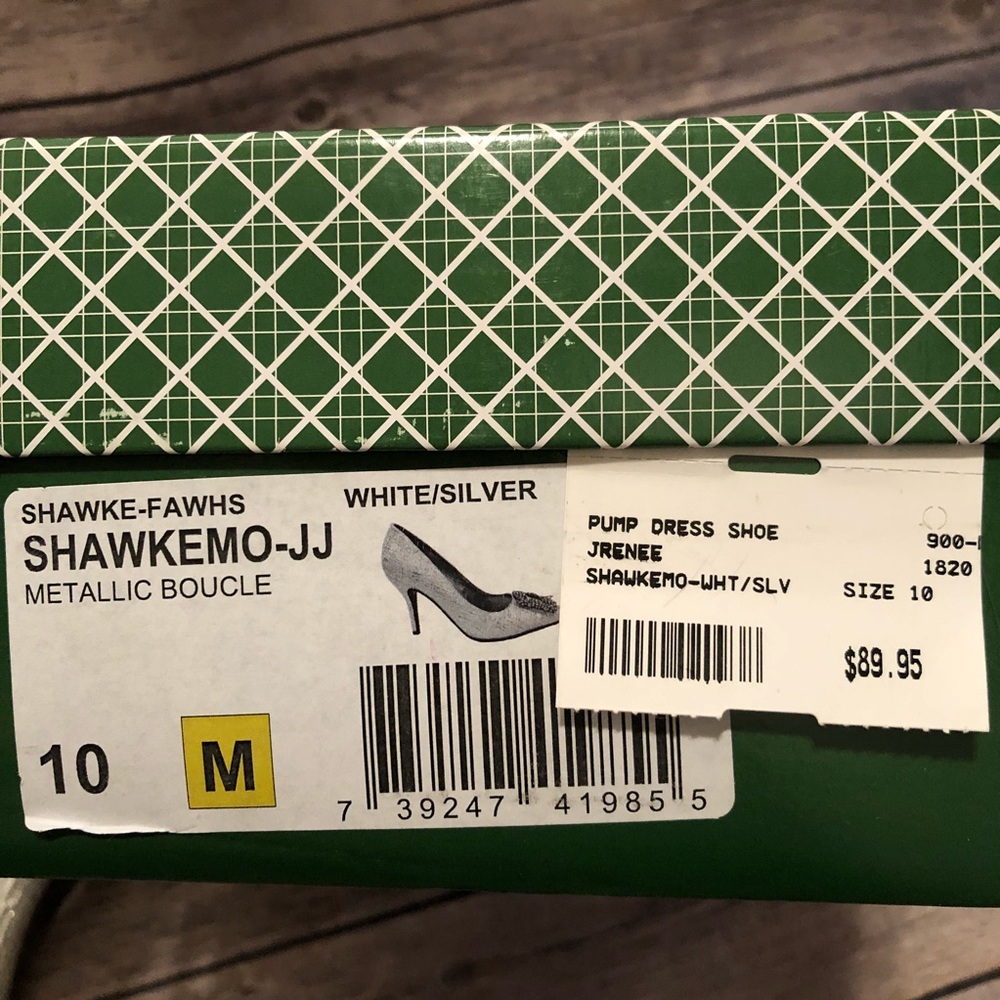 SHAWKE-FAWHS
WHITE/SILVER
SHAWKEMO-JJ
METALLIC BOUCLE
10
M
7 39247 41985 5
PUMP DRESS SHOE
900-
JRENEE
1820
SHAWKEMO-WHT/SLV
SIZE 10
$89.95